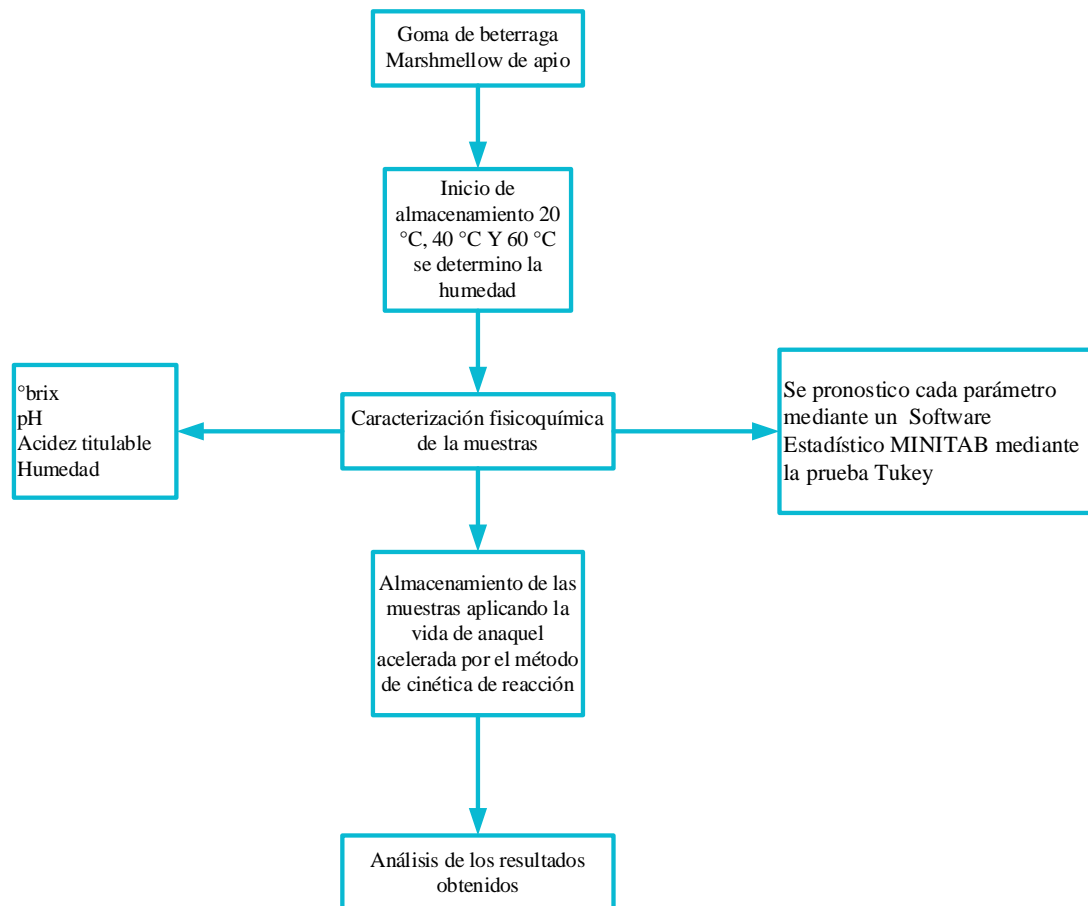 Goma de beterraga
Marshmellow de apio
Inicio de
almacenamiento 20
°C, 40 °C Y 60 °C
se determino la
humedad
°brix
pH
Acidez titulable
Humedad
Caracterización fisicoquímica
de la muestras
Se pronostico cada parámetro
mediante un Software
Estadístico MINITAB mediante
la prueba Tukey
Almacenamiento de las
muestras aplicando la
vida de anaquel
acelerada por el método
de cinética de reacción
Análisis de los resultados
obtenidos